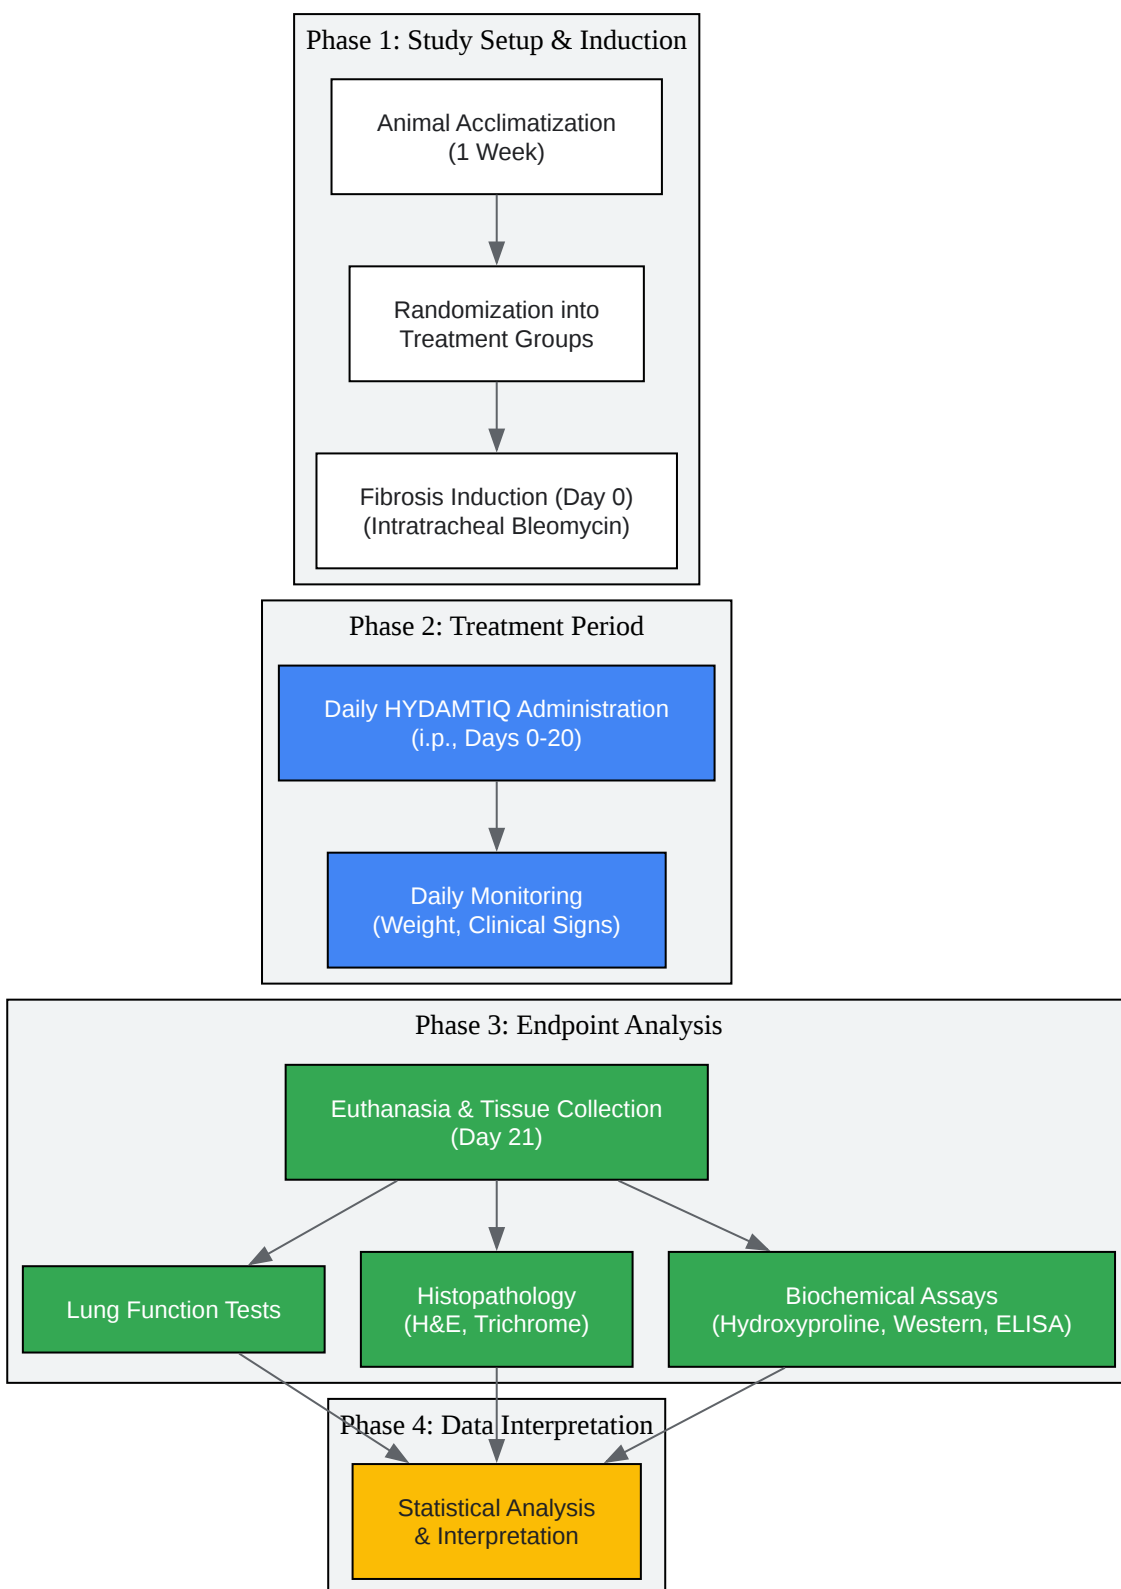 Phase 1: Study Setup & Induction
Animal Acclimatization
(1 Week)
Randomization into
Treatment Groups
Fibrosis Induction (Day 0)
(Intratracheal Bleomycin)
Phase 2: Treatment Period
Daily HYDAMTIQ Administration
(i.p., Days 0-20)
Daily Monitoring
(Weight, Clinical Signs)
Phase 3: Endpoint Analysis
Euthanasia & Tissue Collection
(Day 21)
Lung Function Tests
Histopathology
(H&E, Trichrome)
Biochemical Assays
(Hydroxyproline, Western, ELISA)
Phase 4: Data Interpretation
Statistical Analysis
& Interpretation